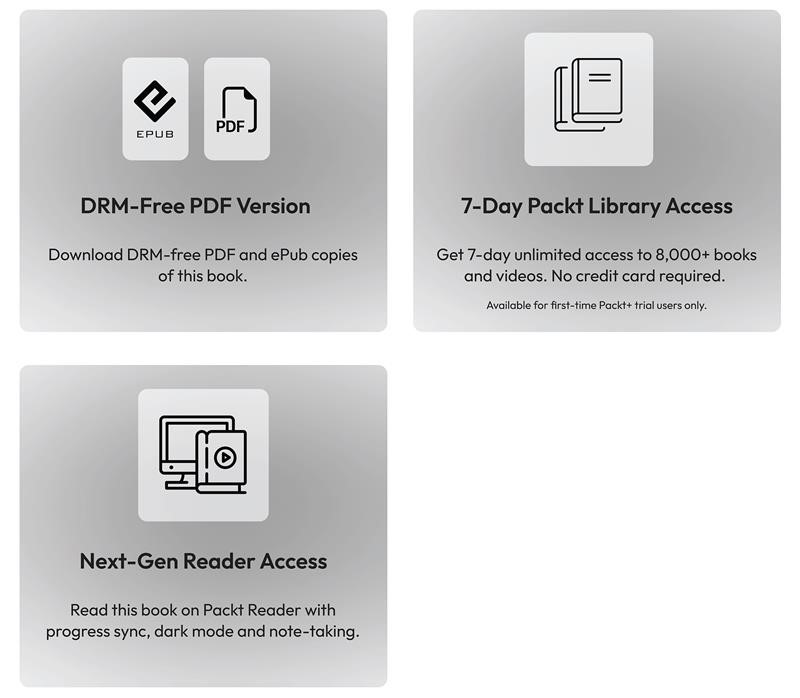 EPUB
PDF
DRM-Free PDF Version
Download DRM-free PDF and ePub copies
of this book.
7-Day Packt Library Access
Get 7-day unlimited access to 8,000+ books
and videos. No credit card required.
Available for first-time Packt+ trial users only.
Next-Gen Reader Access
Read this book on Packt Reader with
progress sync, dark mode and note-taking.